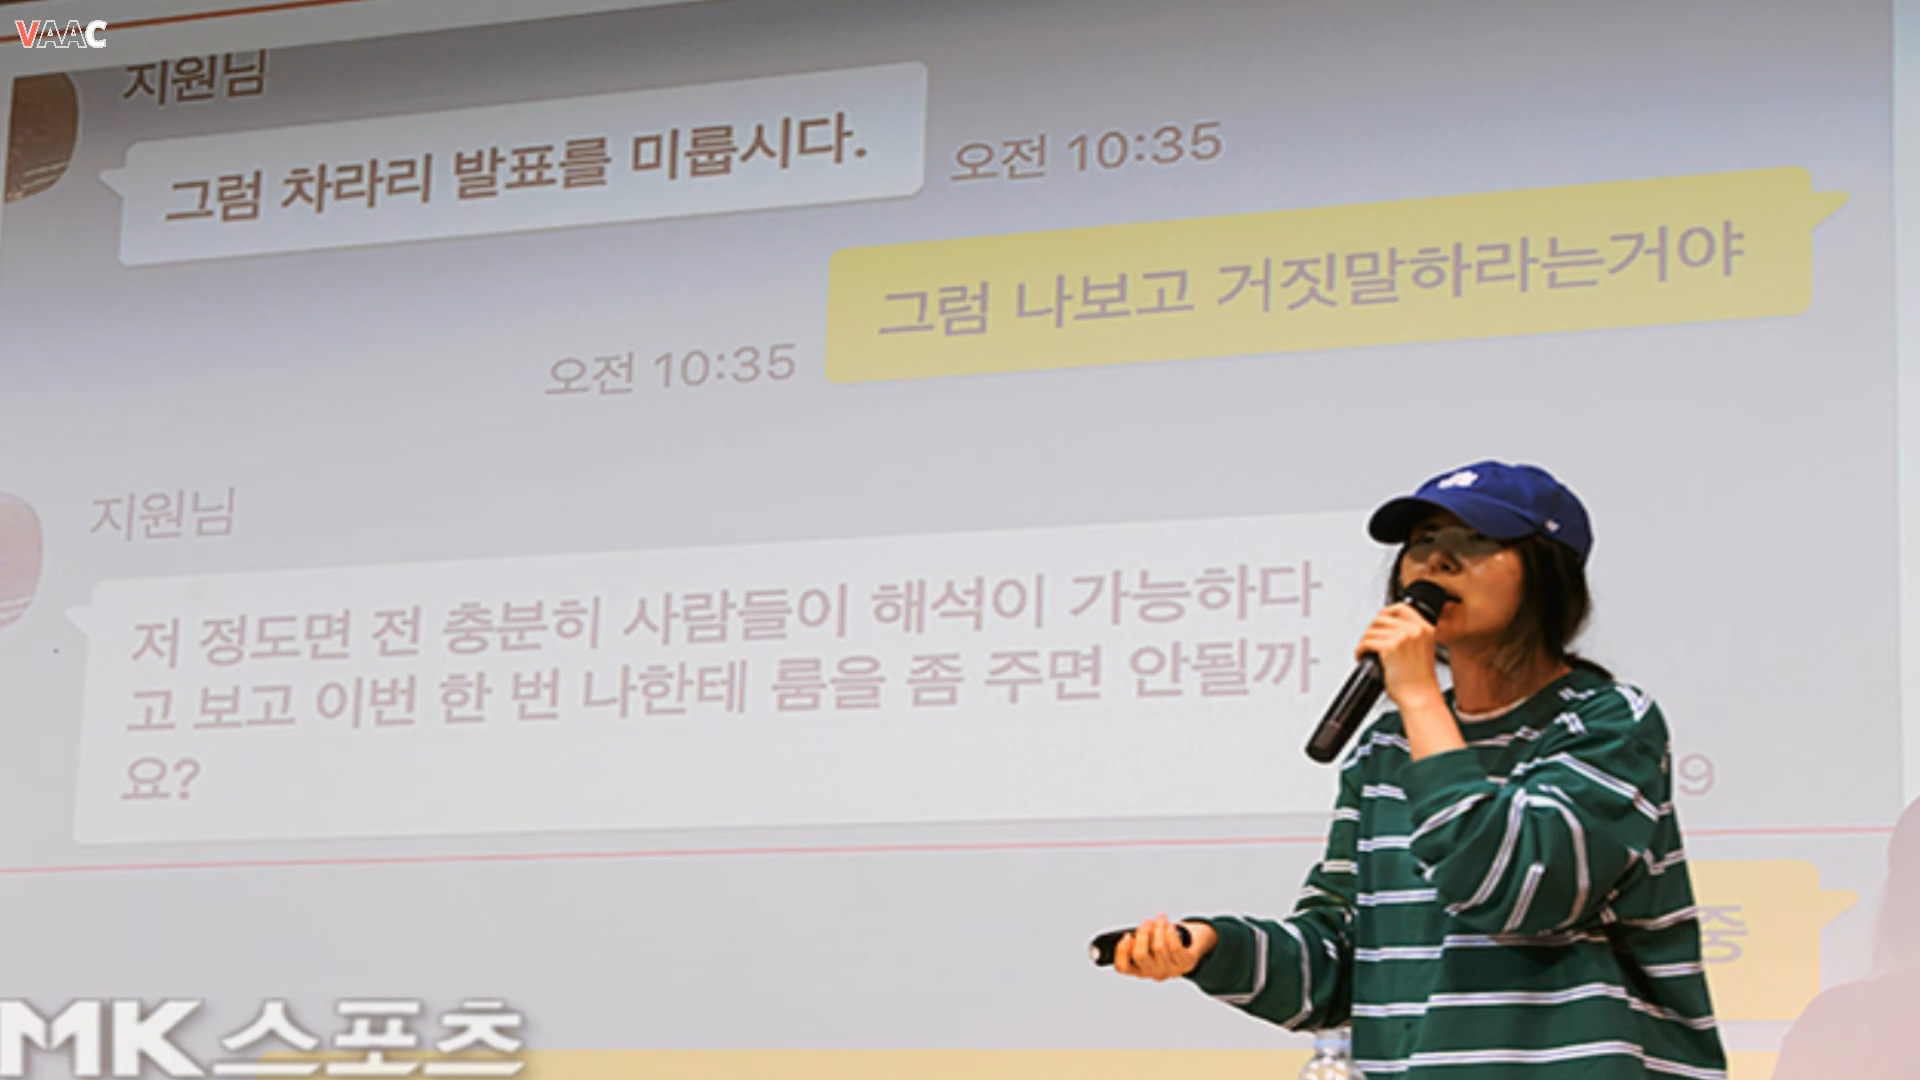 VAAC
지원님
그럼 차라리 발표를 미룹시다.
오전 10:35
그럼 나보고 거짓말하라는거야
오전 10:35
지원님
저 정도면 전 충분히 사람들이 해석이 가능하다
고 보고 이번 한 번 나한테 룸을 좀 주면 안될까
요?
9
중
MK스포츠